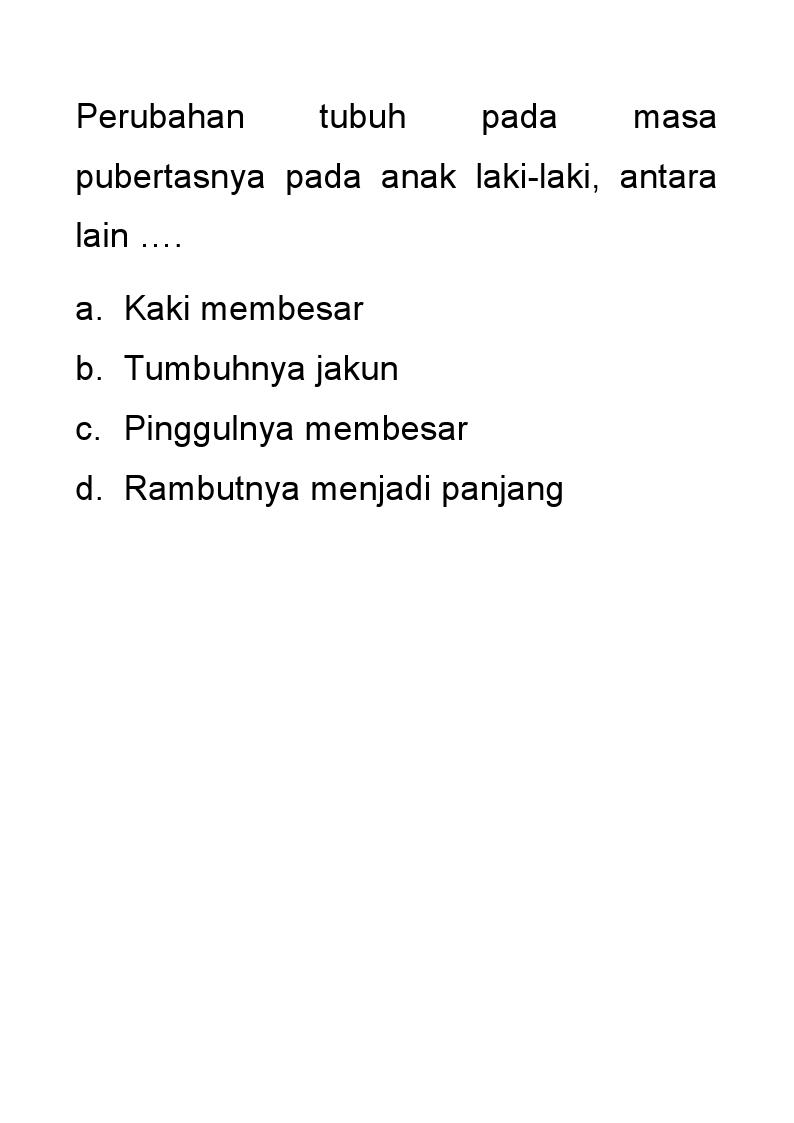 Perubahan tubuh pada masa
pubertasnya pada anak laki-laki, antara
lain ….
a. Kaki membesar
b. Tumbuhnya jakun
c. Pinggulnya membesar
d. Rambutnya menjadi panjang